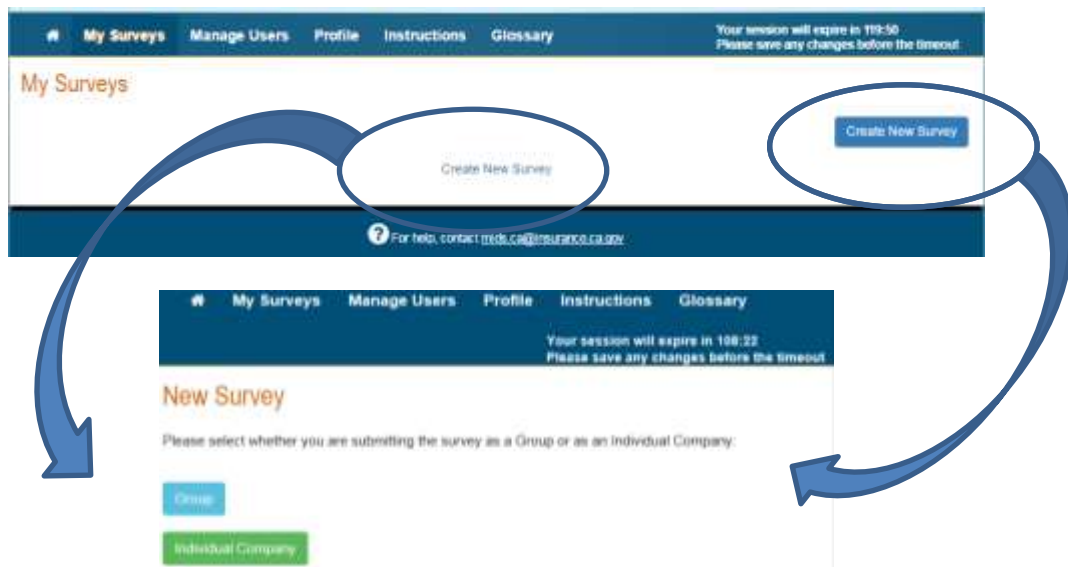 My Surveys Manage Users Profile Instructions Glossary
Your session will expire in 119:50
Please save any changes before the timeout
My Surveys
Create New Survey
Create New Survey
For help, contact mids.ca@insurance.ca.gov
My Surveys Manage Users Profile Instructions Glossary
Your session will expire in 108:22
Please save any changes before the timeout
New Survey
Please select whether you are submitting the survey as a Group or as an Individual Company:
Group
Individual Company